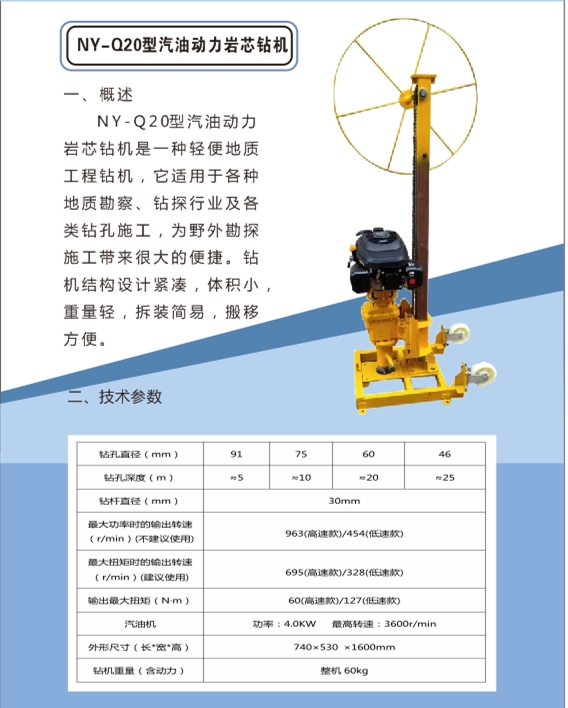 NY-Q20型汽油动力岩芯钻机
一、概述
NY-Q20型汽油动力
岩芯钻机是一种轻便地质
工程钻机，它适用于各种
地质勘察、钻探行业及各
类钻孔施工，为野外勘探
施工带来很大的便捷。钻
机结构设计紧凑，体积小，
重量轻，拆装简易，搬移
方便。
二、技术参数
钻孔直径（mm） 91 75 60 46
钻孔深度（m） ≈5 ≈10 ≈20 ≈25
钻杆直径（mm） 30mm
最大功率时的输出转速
（r/min）(不建议使用) 963(高速款)/454(低速款)
最大扭矩时的输出转速
（r/min）(建议使用) 695(高速款)/328(低速款)
输出最大扭矩（N·m） 60(高速款)/127(低速款)
汽油机 功率：4.0KW 最高转速：3600r/min
外形尺寸（长*宽*高） 740×530 ×1600mm
钻机重量（含动力） 整机 60kg